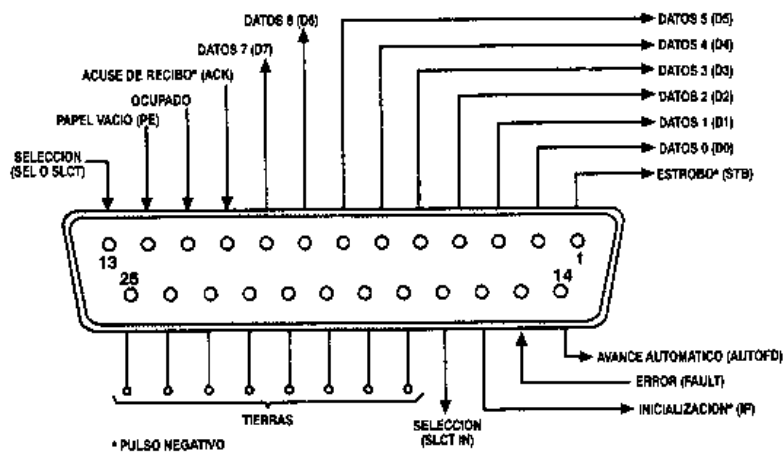 DATOS 6 (D6)
DATOS 5 (D5)
DATOS 7 (D7)
DATOS 4 (D4)
ACUSE DE RECIBO* (ACK)
DATOS 3 (D3)
OCUPADO
DATOS 2 (D2)
PAPEL VACIO (PE)
DATOS 1 (D1)
DATOS 0 (D0)
SELECCION
(SEL O SLCT)
ESTROBO* (STB)
13
1
25
14
AVANCE AUTOMATICO (AUTOFD)
ERROR (FAULT)
INICIALIZACION* (IP)
TIERRAS
SELECCION
(SLCT IN)
* PULSO NEGATIVO